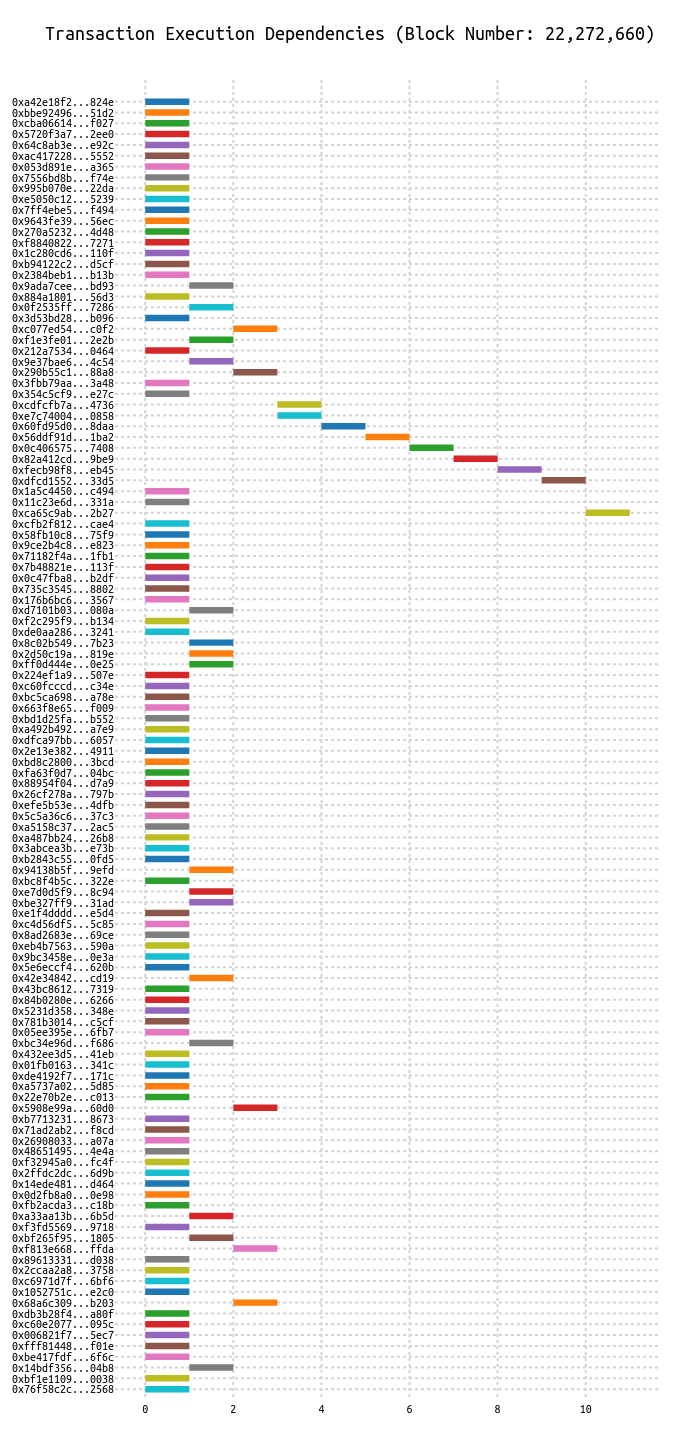 Transaction Execution Dependencies (Block Number: 22,272,660)
0xa42e18f2...824e
0xbbe92496...51d2
0xcba06614...f027
0x5720f3a7...2ee0
0x64c8ab3e...e92c
0xac417228...5552
0x053d891e...a365
0x7556bd8b...f74e
0x995b070e...22da
0xe5050c12...5239
0x7ff4ebe5...f494
0x9643fe39...56ec
0x270a5232...4d48
0xf8840822...7271
0x1c280cd6...110f
0xb94122c2...d5cf
0x2384beb1...b13b
0x9ada7cee...bd93
0x884a1801...56d3
0x0f2535ff...7286
0x3d53bd28...b096
0xc077ed54...c0f2
0xf1e3fe01...2e2b
0x212a7534...0464
0x9e37bae6...4c54
0x290b55c1...88a8
0x3fbb79aa...3a48
0x354c5cf9...e27c
0xcdfcfb7a...4736
0xe7c74004...0858
0x60fd95d0...8daa
0x56ddf91d...1ba2
0x0c406575...7408
0x82a412cd...9be9
0xfecb98f8...eb45
0xdfcd1552...33d5
0x1a5c4450...c494
0x11c23e6d...331a
0xca65c9ab...2b27
0xcfb2f812...cae4
0x58fb10c8...75f9
0x9ce2b4c8...e823
0x71182f4a...1fb1
0x7b48821e...113f
0x0c47fba8...b2df
0x735c3545...8802
0x176b6bc6...3567
0xd7101b03...080a
0xf2c295f9...b134
0xde0aa286...3241
0x8c02b549...7b23
0x2d50c19a...819e
0xff0d444e...0e25
0x224ef1a9...507e
0xc60fcccd...c34e
0xbc5ca698...a78e
0x663f8e65...f009
0xbd1d25fa...b552
0xa492b492...a7e9
0xdfca97bb...6057
0x2e13e382...4911
0xbd8c2800...3bcd
0xfa63f0d7...04bc
0x88954f04...d7a9
0x26cf278a...797b
0xefe5b53e...4dfb
0x5c5a36c6...37c3
0xa5158c37...2ac5
0xa487bb24...26b8
0x3abcea3b...e73b
0xb2843c55...0fd5
0x94138b5f...9efd
0xbc8f4b5c...322e
0xe7d0d5f9...8c94
0xbe327ff9...31ad
0xe1f4dddd...e5d4
0xc4d56df5...5c85
0x8ad2683e...69ce
0xeb4b7563...590a
0x9bc3458e...0e3a
0x5e6eccf4...620b
0x42e34842...cd19
0x43bc8612...7319
0x84b0280e...6266
0x5231d358...348e
0x781b3014...c5cf
0x05ee395e...6fb7
0xbc34e96d...f686
0x432ee3d5...41eb
0x01fb0163...341c
0xde4192f7...171c
0xa5737a02...5d85
0x22e70b2e...c013
0x5908e99a...60d0
0xb7713231...8673
0x71ad2ab2...f8cd
0x26908033...a07a
0x48651495...4e4a
0xf32945a0...fc4f
0x2ffdc2dc...6d9b
0x14ede481...d464
0x0d2fb8a0...0e98
0xfb2acda3...c18b
0xa33aa13b...6b5d
0xf3fd5569...9718
0xbf265f95...1805
0xf813e668...ffda
0x89613331...d038
0x2ccaa2a8...3758
0xc6971d7f...6bf6
0x1052751c...e2c0
0x68a6c309...b203
0xdb3b28f4...a80f
0xc60e2077...095c
0x006821f7...5ec7
0xfff81448...f01e
0xbe417fdf...6f6c
0x14bdf356...04b8
0xbf1e1109...0038
0x76f58c2c...2568
0 2 4 6 8 10